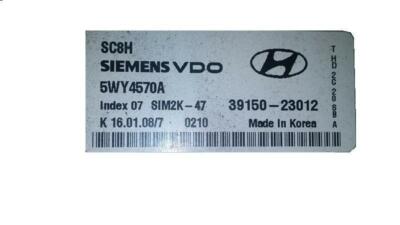 SC8H
SIEMENS VDO
5WY4570A
Index 07 SIM2K-47 39150-23012
K 16.01.08/7 0210 Made in Korea